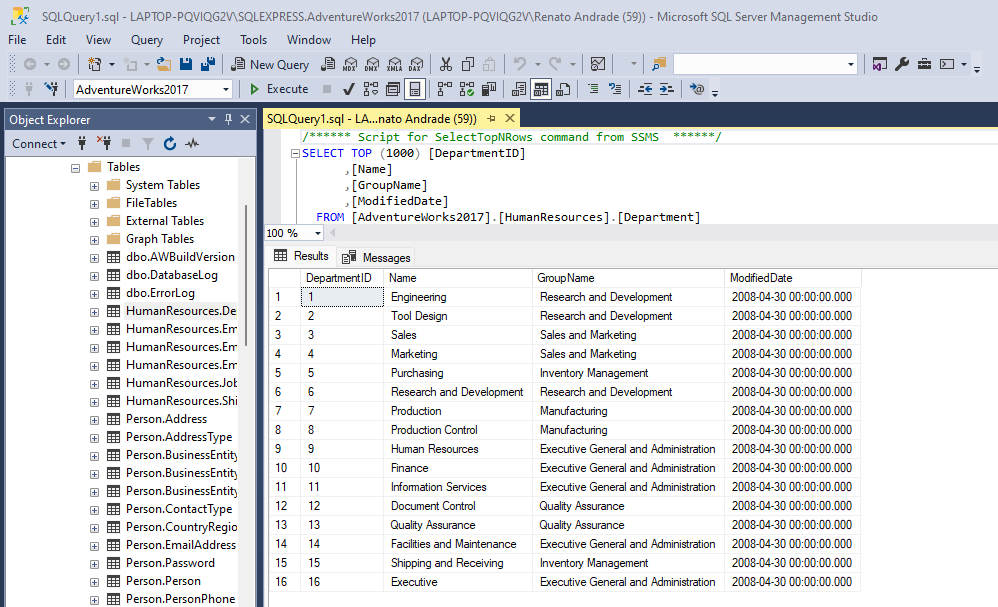 SQLQuery1.sql - LAPTOP-PQVIQG2V\SQLEXPRESS.AdventureWorks2017 (LAPTOP-PQVIQG2V\Renato Andrade (59)) - Microsoft SQL Server Management Studio
File Edit View Query Project Tools Window Help
New Query MDX DMX XMLA DAX
AdventureWorks2017 Execute
Object Explorer
Connect
Tables
System Tables
FileTables
External Tables
Graph Tables
dbo.AWBuildVersion
dbo.DatabaseLog
dbo.ErrorLog
HumanResources.De
HumanResources.Em
HumanResources.Em
HumanResources.Em
HumanResources.Job
HumanResources.Shi
Person.Address
Person.AddressType
Person.BusinessEntity
Person.BusinessEntity
Person.BusinessEntity
Person.ContactType
Person.CountryRegio
Person.EmailAddress
Person.Password
Person.Person
Person.PersonPhone
SQLQuery1.sql - LA...nato Andrade (59))
/****** Script for SelectTopNRows command from SSMS  ******/
SELECT TOP (1000) [DepartmentID]
,[Name]
,[GroupName]
,[ModifiedDate]
FROM [AdventureWorks2017].[HumanResources].[Department]
100 %
Results Messages
DepartmentID Name GroupName ModifiedDate
1 1 Engineering Research and Development 2008-04-30 00:00:00.000
2 2 Tool Design Research and Development 2008-04-30 00:00:00.000
3 3 Sales Sales and Marketing 2008-04-30 00:00:00.000
4 4 Marketing Sales and Marketing 2008-04-30 00:00:00.000
5 5 Purchasing Inventory Management 2008-04-30 00:00:00.000
6 6 Research and Development Research and Development 2008-04-30 00:00:00.000
7 7 Production Manufacturing 2008-04-30 00:00:00.000
8 8 Production Control Manufacturing 2008-04-30 00:00:00.000
9 9 Human Resources Executive General and Administration 2008-04-30 00:00:00.000
10 10 Finance Executive General and Administration 2008-04-30 00:00:00.000
11 11 Information Services Executive General and Administration 2008-04-30 00:00:00.000
12 12 Document Control Quality Assurance 2008-04-30 00:00:00.000
13 13 Quality Assurance Quality Assurance 2008-04-30 00:00:00.000
14 14 Facilities and Maintenance Executive General and Administration 2008-04-30 00:00:00.000
15 15 Shipping and Receiving Inventory Management 2008-04-30 00:00:00.000
16 16 Executive Executive General and Administration 2008-04-30 00:00:00.000